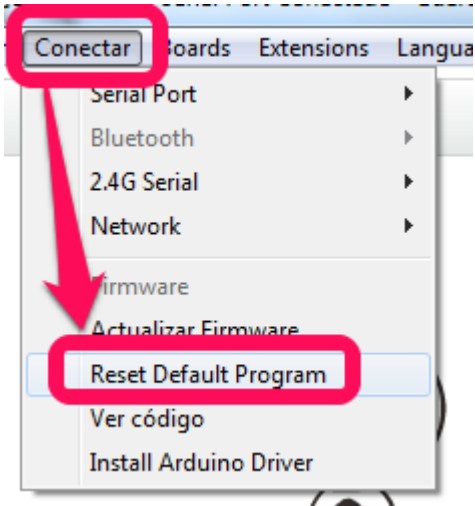 Conectar Boards Extensions Langua
Serial Port
Bluetooth
2.4G Serial
Network
Firmware
Actualizar Firmware
Reset Default Program
Ver código
Install Arduino Driver